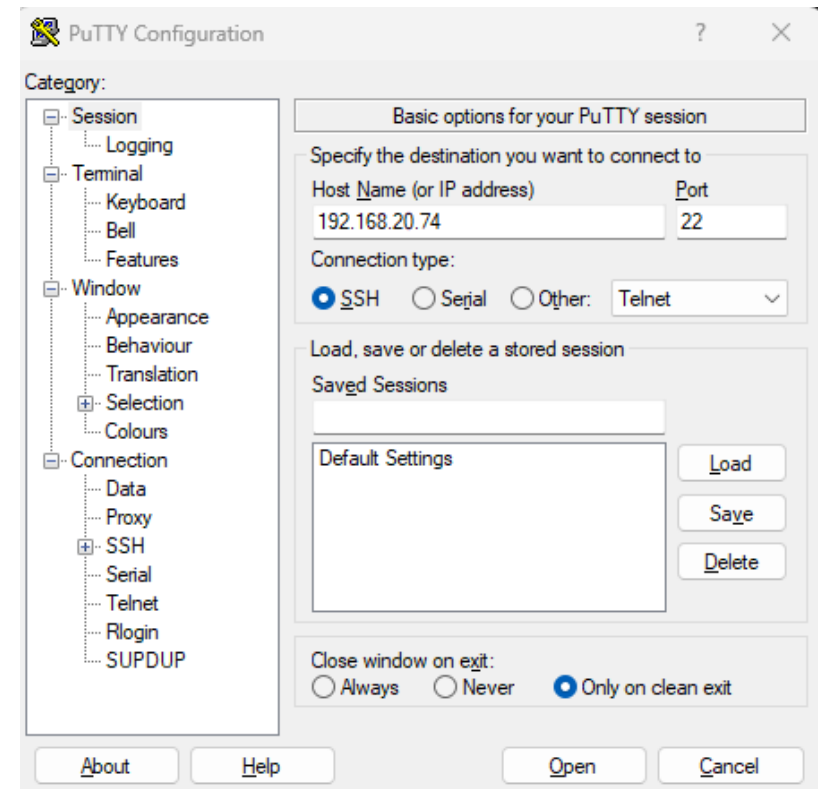 PuTTY Configuration
?
Category:
Session
Logging
Terminal
Keyboard
Bell
Features
Window
Appearance
Behaviour
Translation
Selection
Colours
Connection
Data
Proxy
SSH
Serial
Telnet
Rlogin
SUPDUP
Basic options for your PuTTY session
Specify the destination you want to connect to
Host Name (or IP address) Port
192.168.20.74 22
Connection type:
SSH Serial Other: Telnet
Load, save or delete a stored session
Saved Sessions
Default Settings
Load
Save
Delete
Close window on exit:
Always Never Only on clean exit
About Help Open Cancel